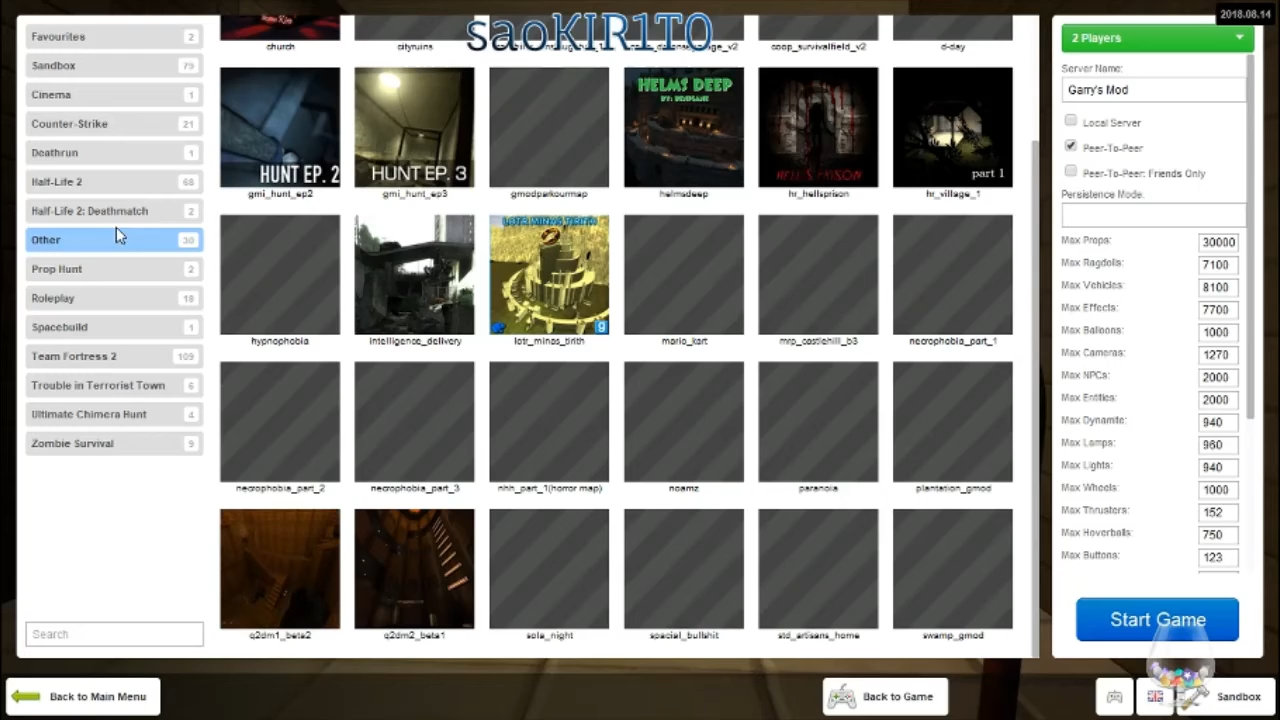 2018.08.14
saoKIR1TO
Favourites 2
Sandbox 79
Cinema 1
Counter-Strike 21
Deathrun 1
Half-Life 2 68
Half-Life 2: Deathmatch 2
Other 30
Prop Hunt 2
Roleplay 18
Spacebuild 1
Team Fortress 2 109
Trouble in Terrorist Town 6
Ultimate Chimera Hunt 4
Zombie Survival 9
Search
church
cityruins
coop_survivalfield_v2
d-day
HUNT EP. 2
HUNT EP. 3
HELMS DEEP
HELL'S PRISON
part 1
gmi_hunt_ep2
gmi_hunt_ep3
gmodparkourmap
helmsdeep
hr_hellsprison
hr_village_1
LOTR MINAS TIRITH
g
hypnophobia
intelligence_delivery
lotr_minas_tirith
mario_kart
mrp_castlehill_b3
necrophobia_part_1
necrophobia_part_2
necrophobia_part_3
nhh_part_1(horror map)
noamz
paranoia
plantation_gmod
q2dm1_beta2
q2dm2_beta1
sola_night
spacial_bullshit
std_artisans_home
swamp_gmod
2 Players
Server Name:
Garry's Mod
Local Server
Peer-To-Peer
Peer-To-Peer: Friends Only
Persistence Mode:
Max Props: 30000
Max Ragdolls: 7100
Max Vehicles: 8100
Max Effects: 7700
Max Balloons: 1000
Max Cameras: 1270
Max NPCs: 2000
Max Entities: 2000
Max Dynamite: 940
Max Lamps: 960
Max Lights: 940
Max Wheels: 1000
Max Thrusters: 152
Max Hoverballs: 750
Max Buttons: 123
Start Game
Back to Main Menu
Back to Game
Sandbox